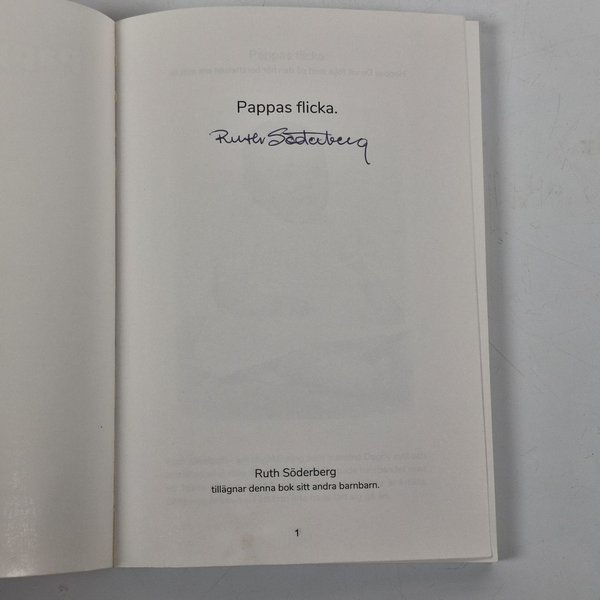 Pappas flicka.
Ruth Söderberg
Ruth Söderberg
tillägnar denna bok sitt andra barnbarn.
1